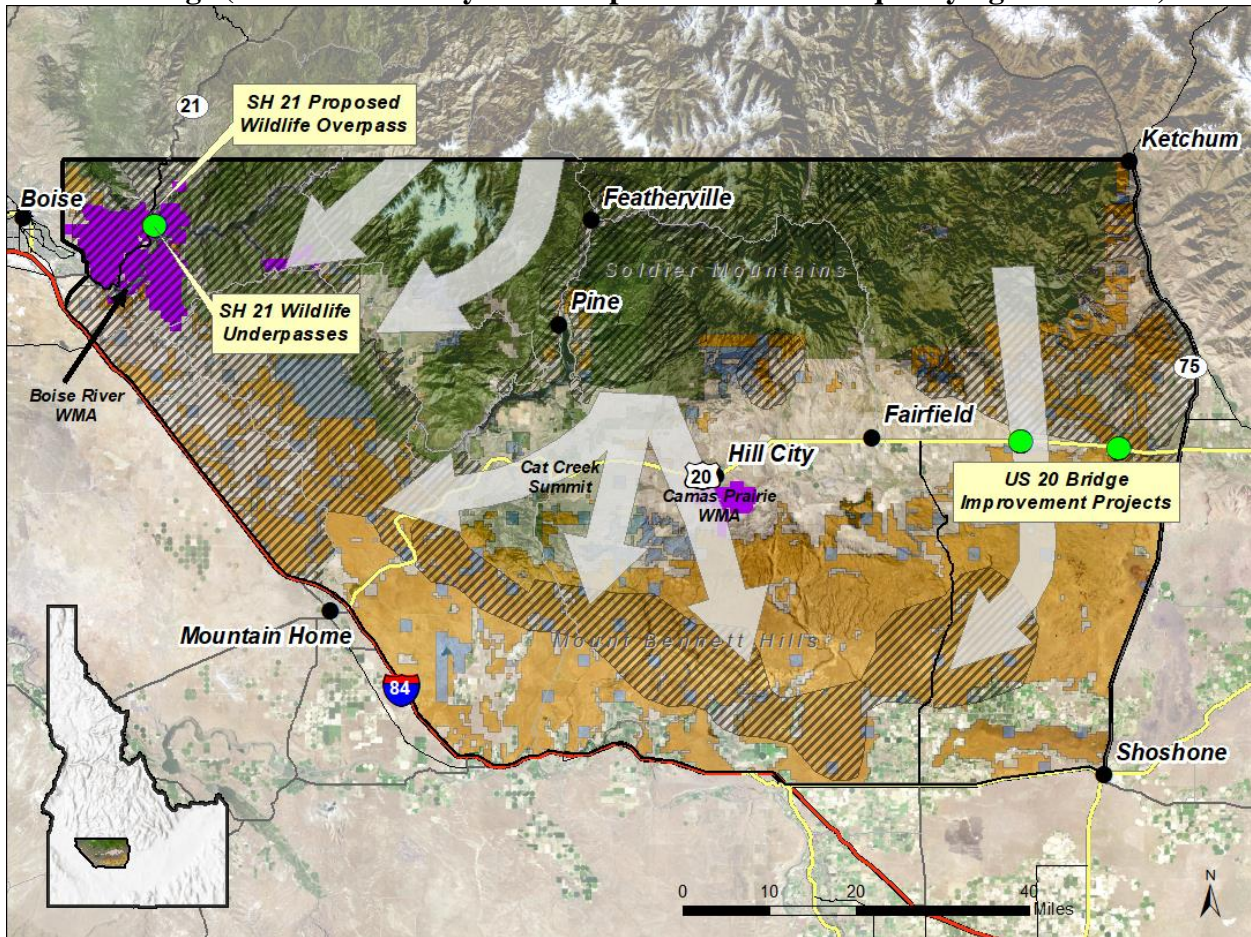 21
SH 21 Proposed
Wildlife Overpass
Ketchum
Boise
Featherville
Soldier Mountains
SH 21 Wildlife
Underpasses
Pine
Boise River
WMA
75
Fairfield
Cat Creek
Summit
20
Hill City
Camas Prairie
WMA
US 20 Bridge
Improvement Projects
Mountain Home
Mount Bennett Hills
84
Shoshone
0 10 20 40
Miles
N